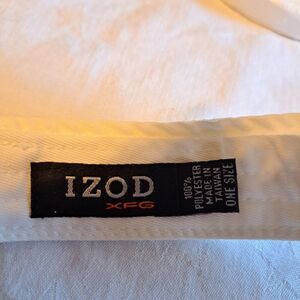 IZOD
XFG
100%
POLYESTER
MADE IN
TAIWAN
ONE SIZE